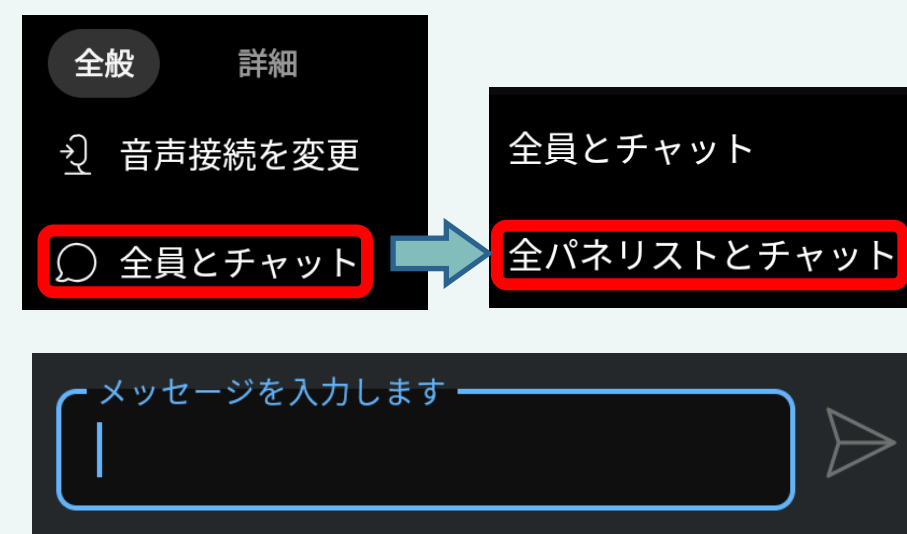 全般
詳細
音声接続を変更
全員とチャット
全員とチャット
全パネリストとチャット
メッセージを入力します